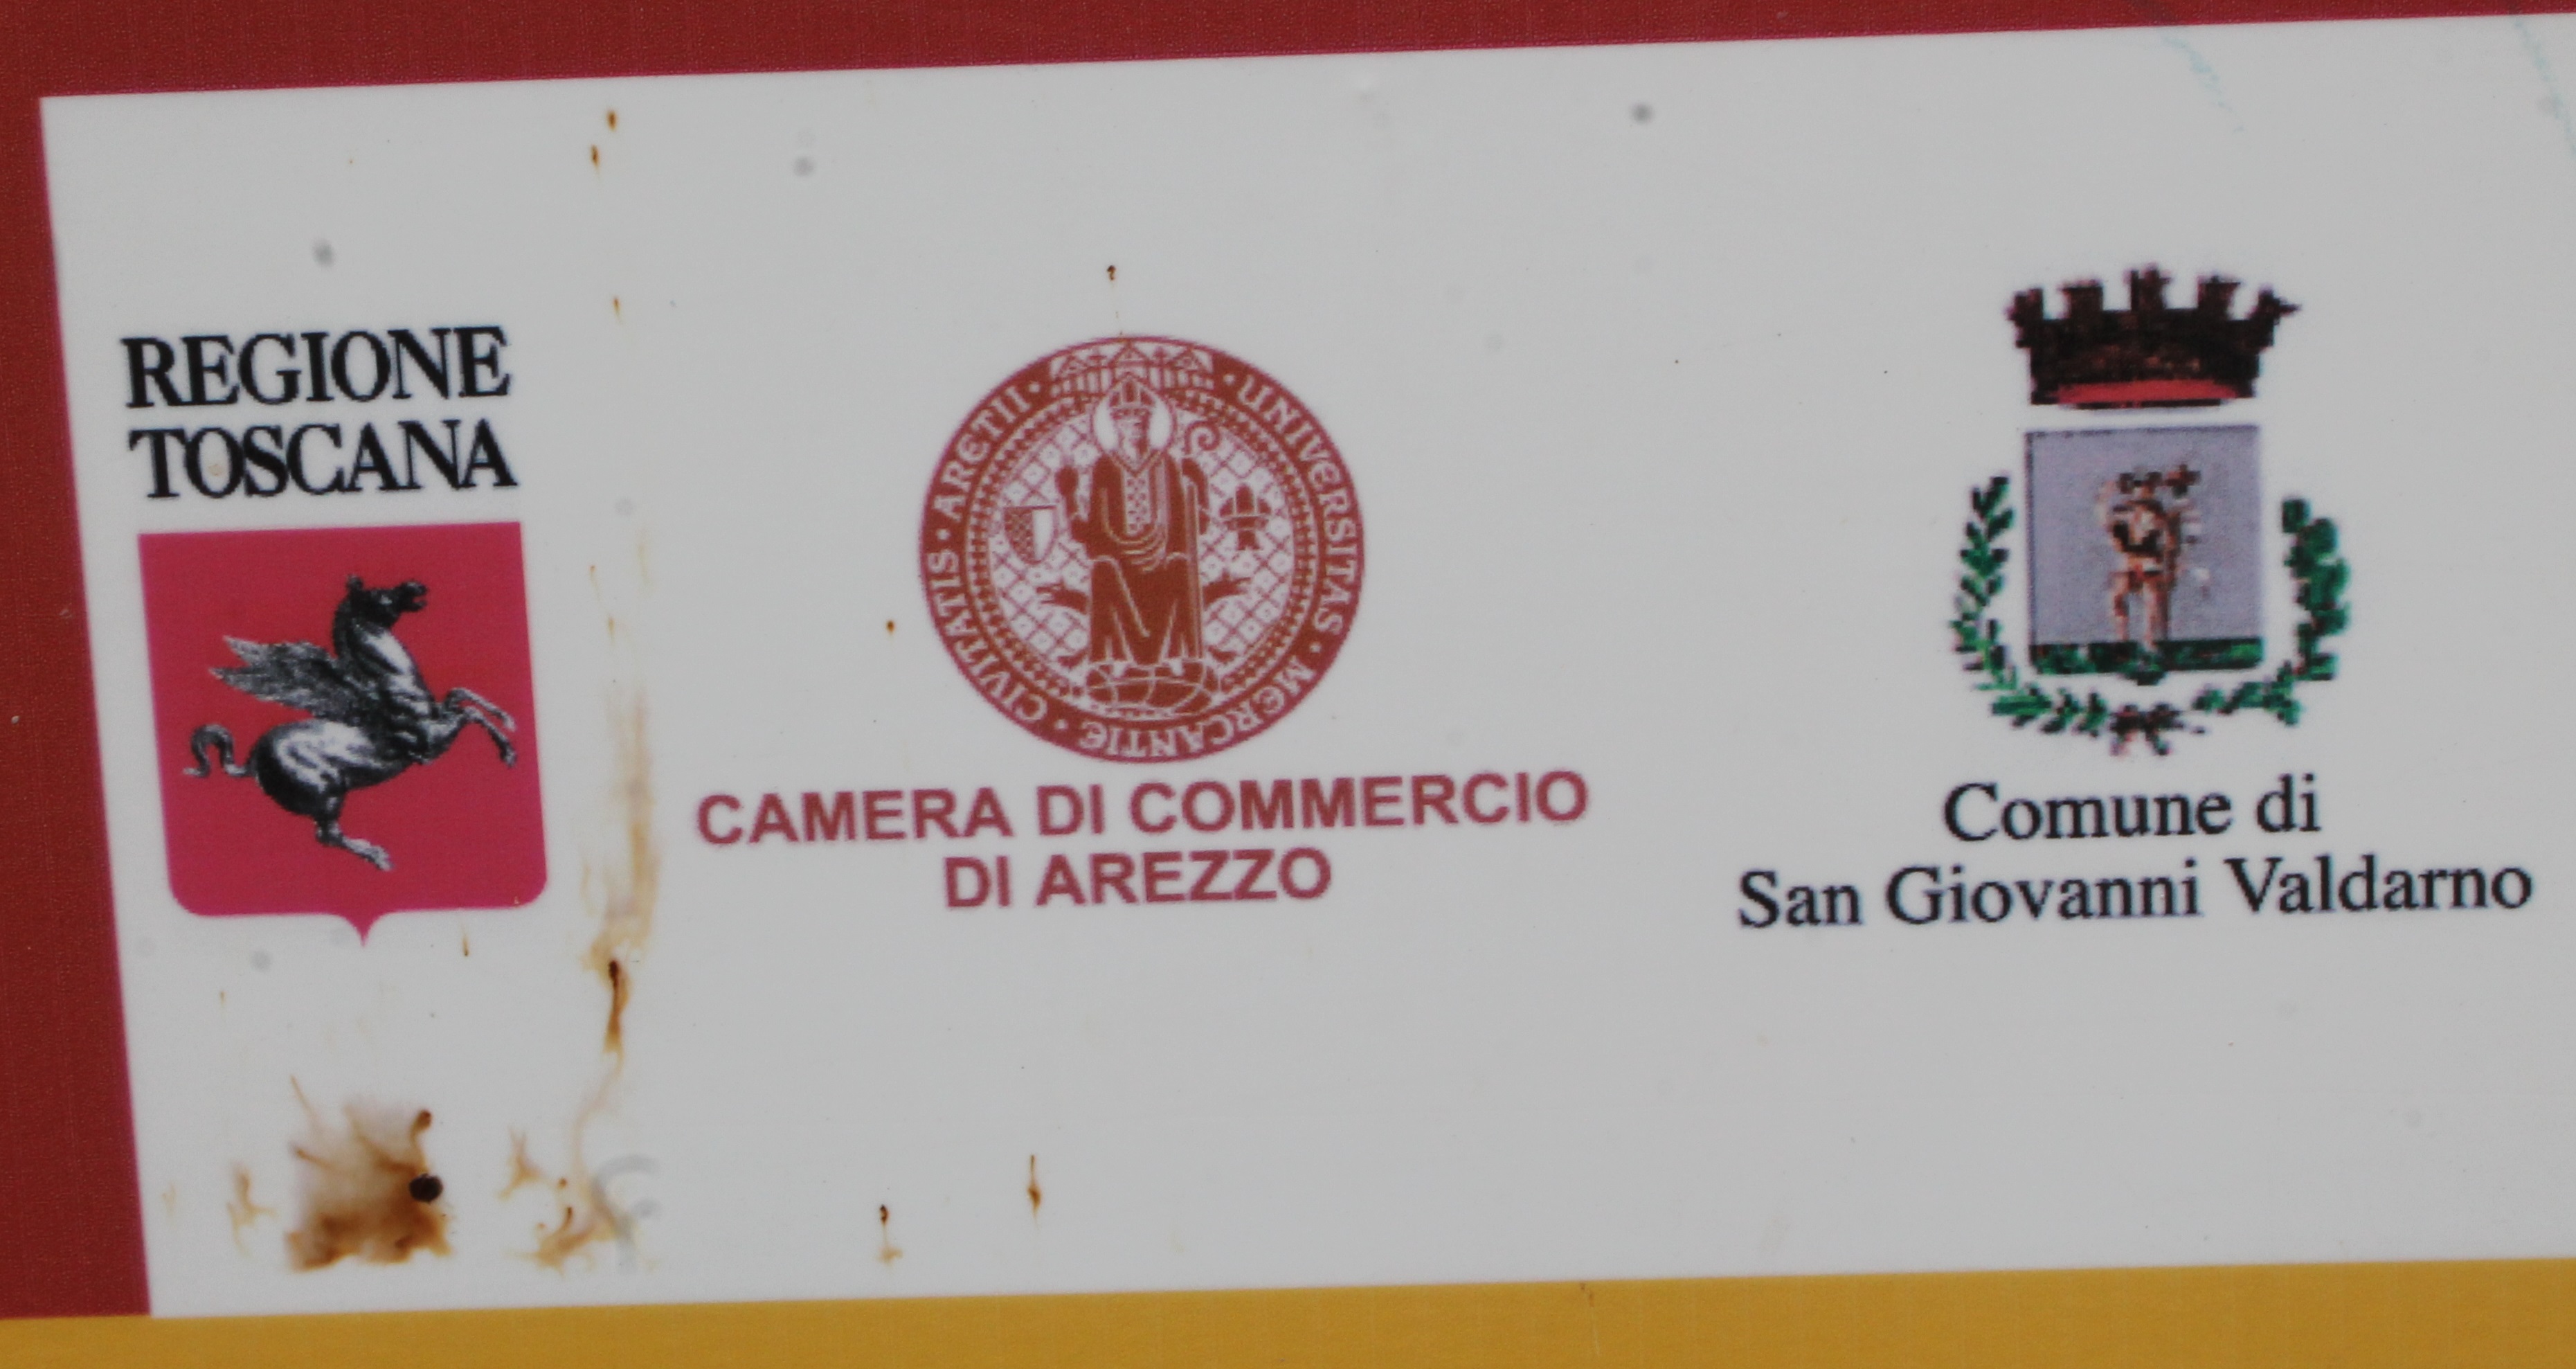 REGIONE
TOSCANA
· UNIVERSITAS · MERCANTIE · CIVITATIS · ARETII
CAMERA DI COMMERCIO
DI AREZZO
Comune di
San Giovanni Valdarno